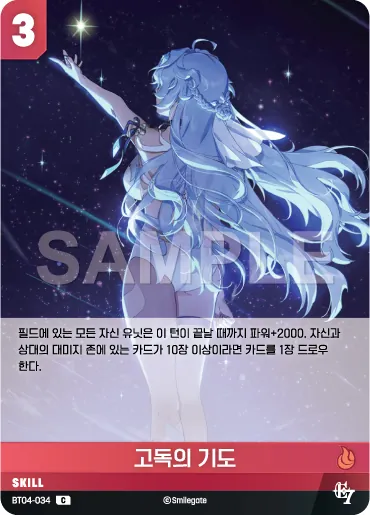 3
SAMPLE
필드에 있는 모든 자신 유닛은 이 턴이 끝날 때까지 파워+2000. 자신과
상대의 대미지 존에 있는 카드가 10장 이상이라면 카드를 1장 드로우
한다.
고독의 기도
SKILL
BT04-034 C
©Smilegate
E7